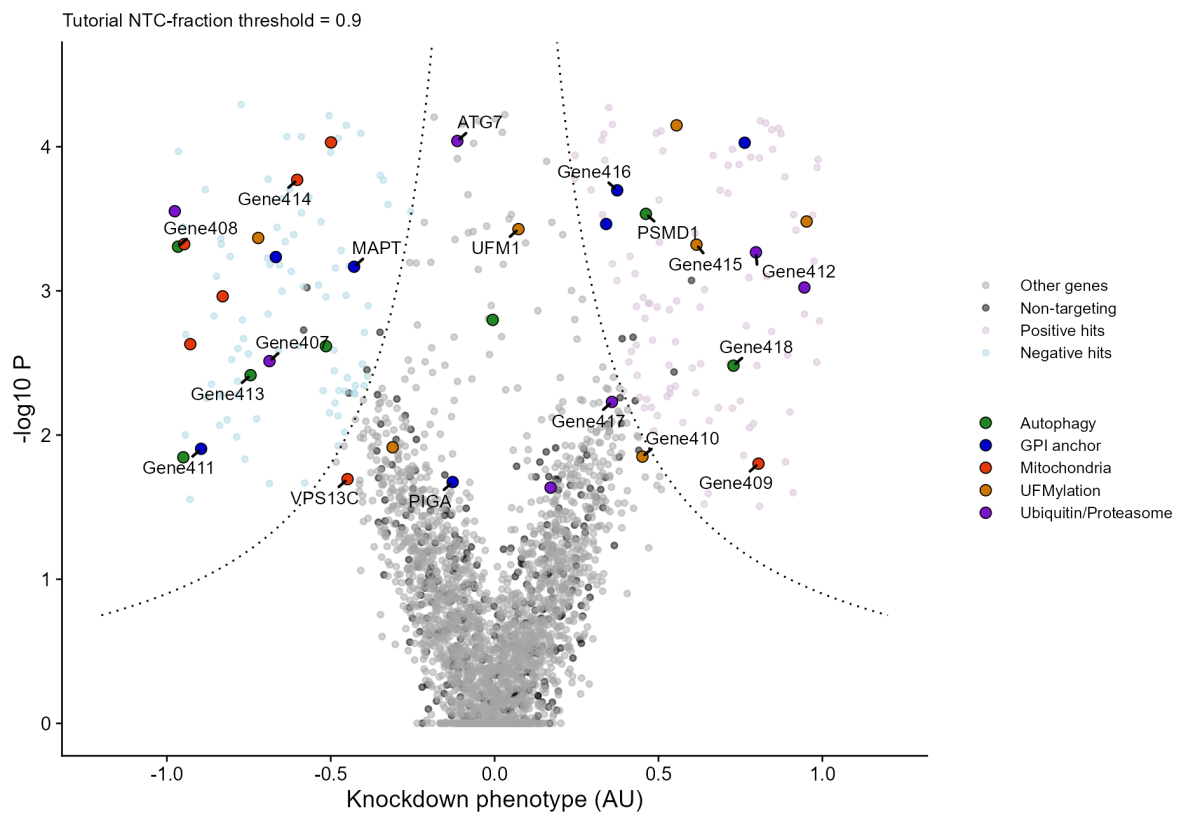 Tutorial NTC-fraction threshold = 0.9
4
3
2
1
0
-log10 P
-1.0
-0.5
0.0
0.5
1.0
Knockdown phenotype (AU)
ATG7
Gene416
Gene414
Gene408
PSMD1
MAPT
UFM1
Gene415
Gene412
Gene407
Gene418
Gene413
Gene417
Gene410
Gene411
Gene409
VPS13C
PIGA
Other genes
Non-targeting
Positive hits
Negative hits
Autophagy
GPI anchor
Mitochondria
UFMylation
Ubiquitin/Proteasome